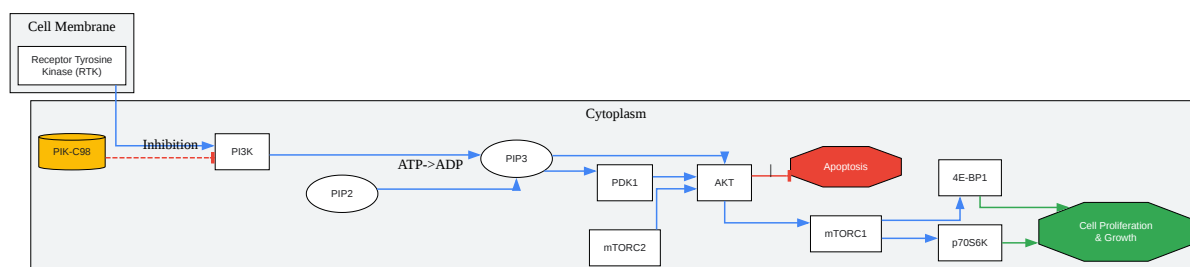 Cell Membrane
Receptor Tyrosine
Kinase (RTK)
Cytoplasm
PIK-C98
Inhibition
PI3K
ATP->ADP
PIP3
PIP2
PDK1
mTORC2
AKT
Apoptosis
mTORC1
4E-BP1
p70S6K
Cell Proliferation
& Growth